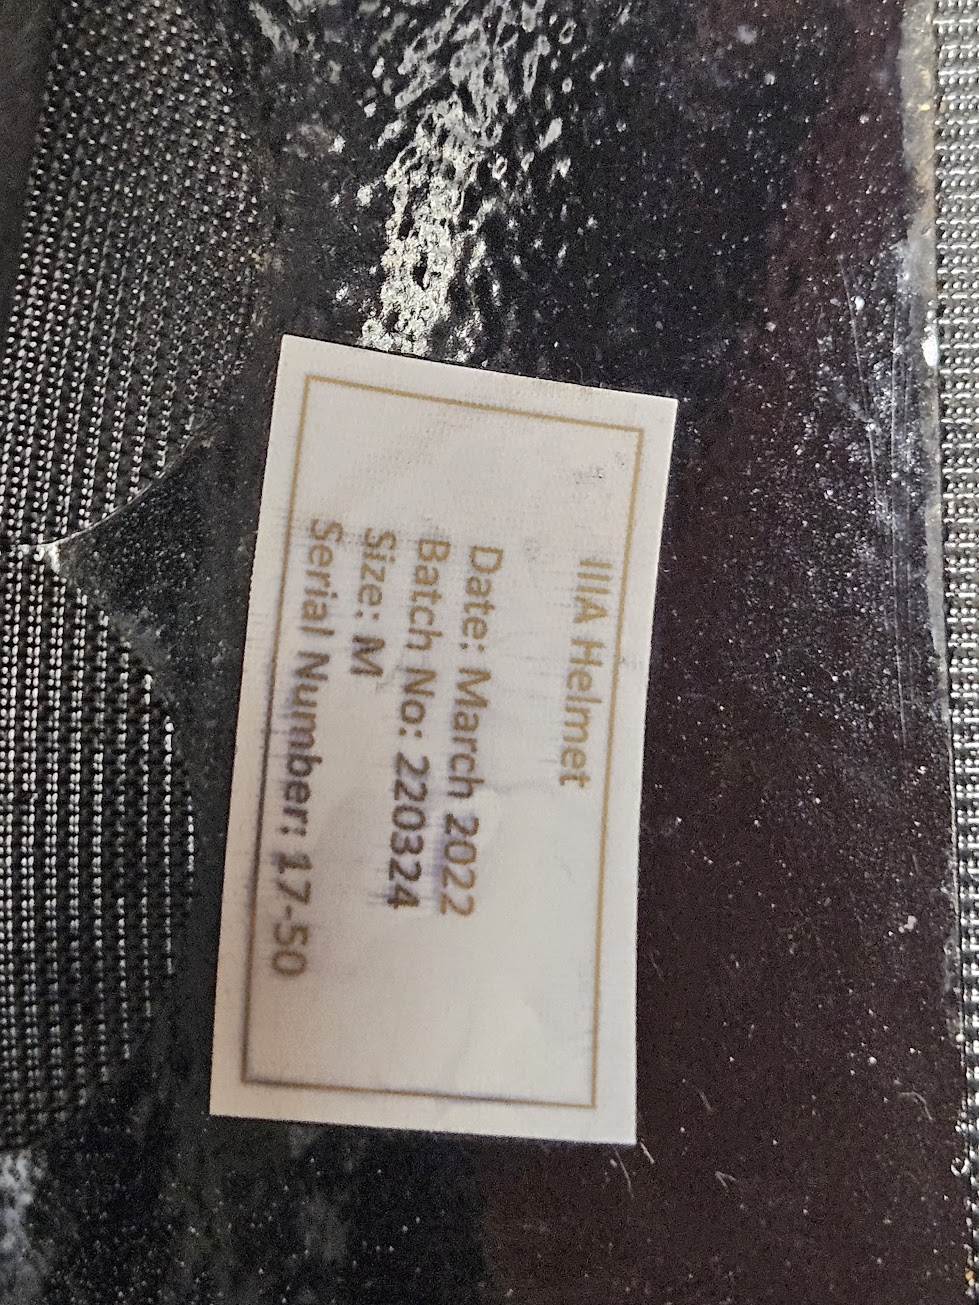 IIIA Helmet
Date: March 2022
Batch No: 220324
Size: M
Serial Number: 17-50